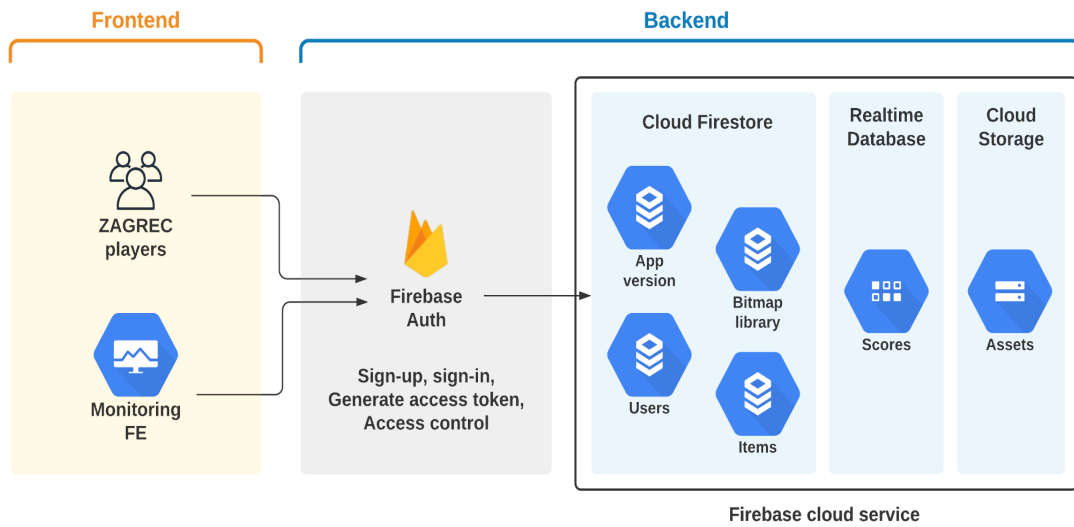 Frontend
Backend
ZAGREC
players
Monitoring
FE
Firebase
Auth
Sign-up, sign-in,
Generate access token,
Access control
Cloud Firestore
App
version
Bitmap
library
Users
Items
Realtime
Database
Scores
Cloud
Storage
Assets
Firebase cloud service